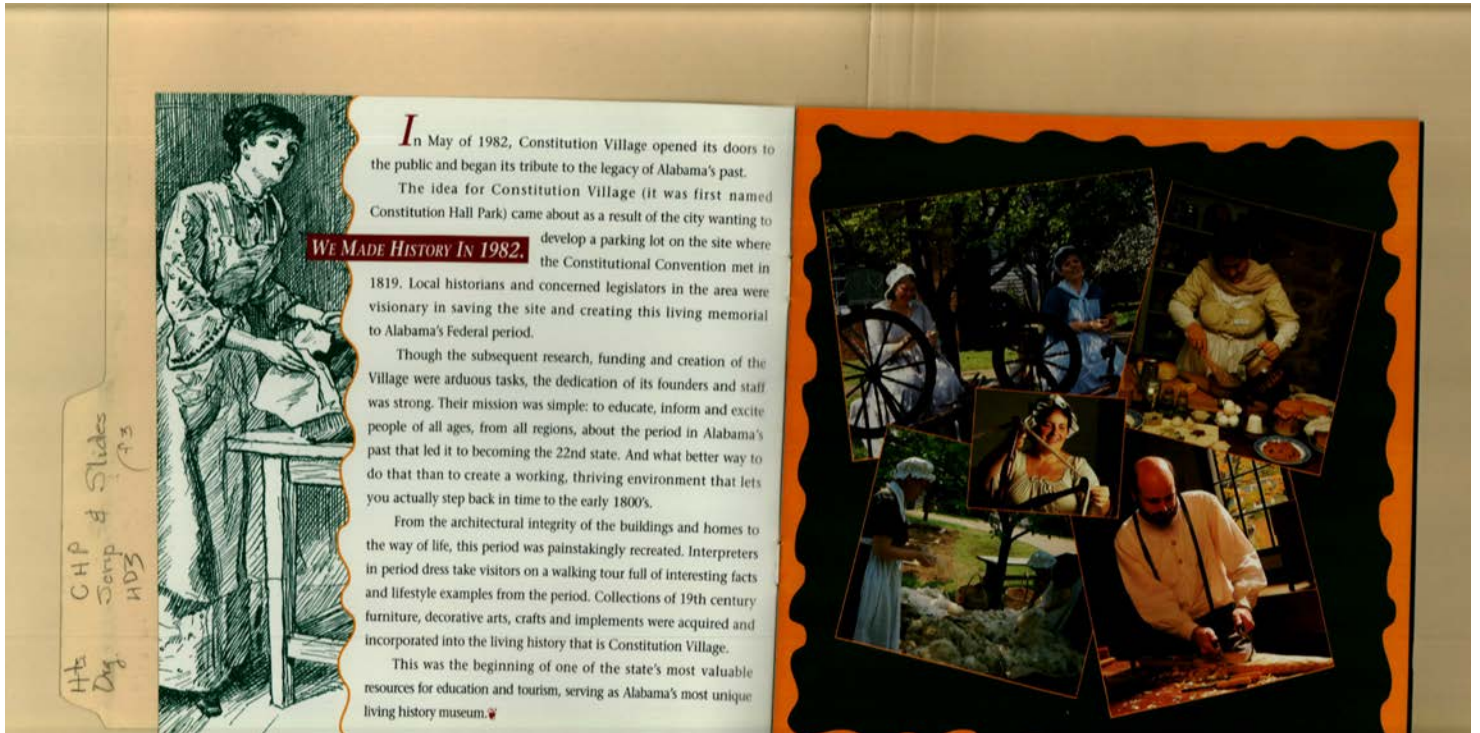 In May of 1982, Constitution Village opened its doors to
the public and began its tribute to the legacy of Alabama's past.
The idea for Constitution Village (it was first named
Constitution Hall Park) came about as a result of the city wanting to
develop a parking lot on the site where
the Constitutional Convention met in
1819. Local historians and concerned legislators in the area were
visionary in saving the site and creating this living memorial
to Alabama's Federal period.
WE MADE HISTORY IN 1982.
Though the subsequent research, funding and creation of the
Village were arduous tasks, the dedication of its founders and staff
was strong. Their mission was simple: to educate, inform and excite
people of all ages, from all regions, about the period in Alabama's
past that led it to becoming the 22nd state. And what better way to
do that than to create a working, thriving environment that lets
you actually step back in time to the early 1800's.
From the architectural integrity of the buildings and homes to
the way of life, this period was painstakingly recreated. Interpreters
in period dress take visitors on a walking tour full of interesting facts
and lifestyle examples from the period. Collections of 19th century
furniture, decorative arts, crafts and implements were acquired and
incorporated into the living history that is Constitution Village.
This was the beginning of one of the state's most valuable
resources for education and tourism, serving as Alabama's most unique
living history museum.
CHP
& Slides
HD3